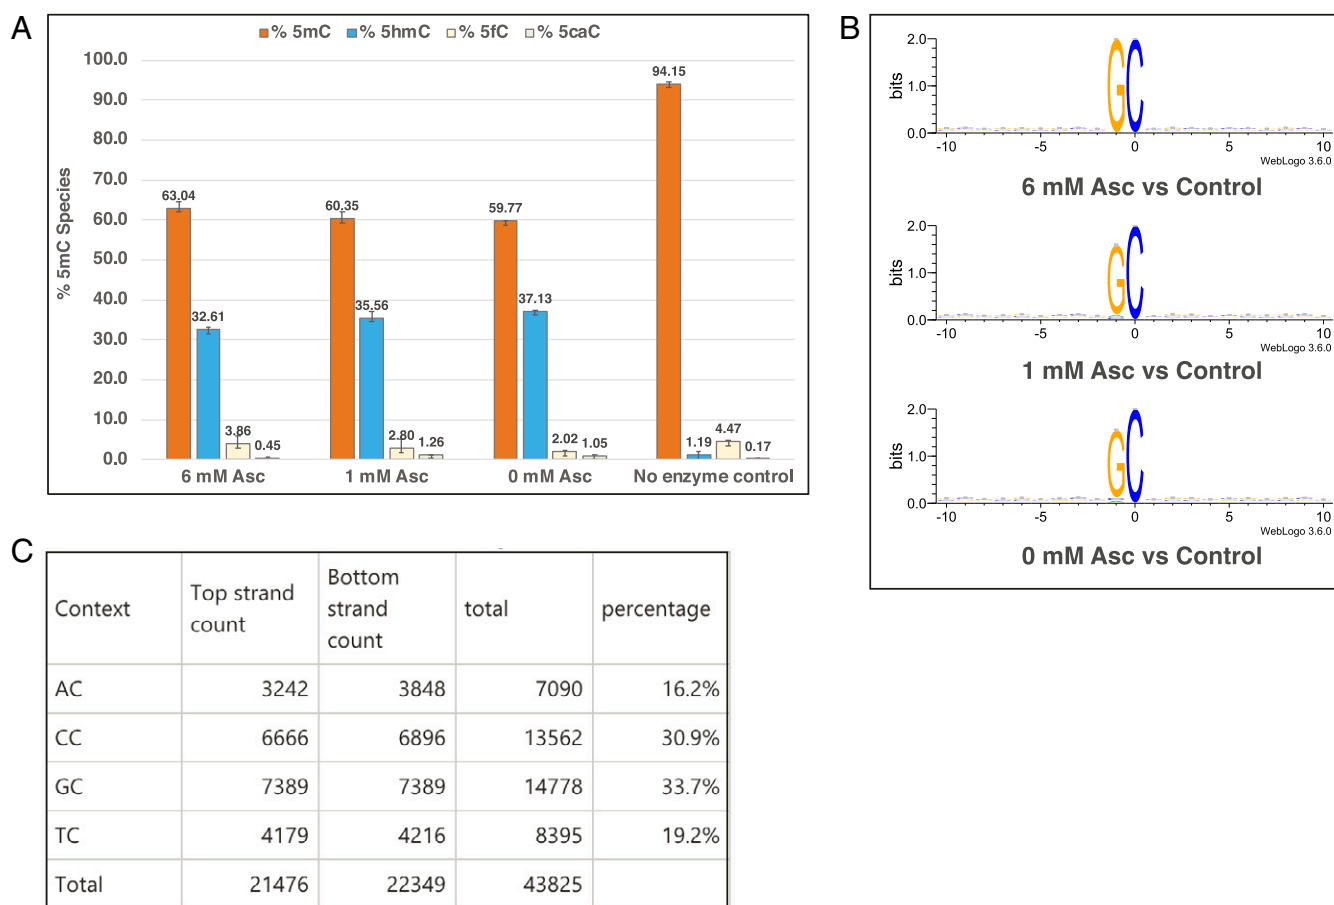 A
% 5mC % 5hmC % 5fC % 5caC
% 5mC Species
100.0
90.0
80.0
70.0
60.0
50.0
40.0
30.0
20.0
10.0
0.0
63.04
32.61
3.86
0.45
60.35
35.56
2.80
1.26
59.77
37.13
2.02
1.05
94.15
1.19
4.47
0.17
6 mM Asc 1 mM Asc 0 mM Asc No enzyme control
B
bits
2.0
1.0
0.0
GC
-10 -5 0 5 10
WebLogo 3.6.0
6 mM Asc vs Control
bits
2.0
1.0
0.0
GC
-10 -5 0 5 10
WebLogo 3.6.0
1 mM Asc vs Control
bits
2.0
1.0
0.0
GC
-10 -5 0 5 10
WebLogo 3.6.0
0 mM Asc vs Control
C
Context Top strand count Bottom strand count total percentage
AC 3242 3848 7090 16.2%
CC 6666 6896 13562 30.9%
GC 7389 7389 14778 33.7%
TC 4179 4216 8395 19.2%
Total 21476 22349 43825